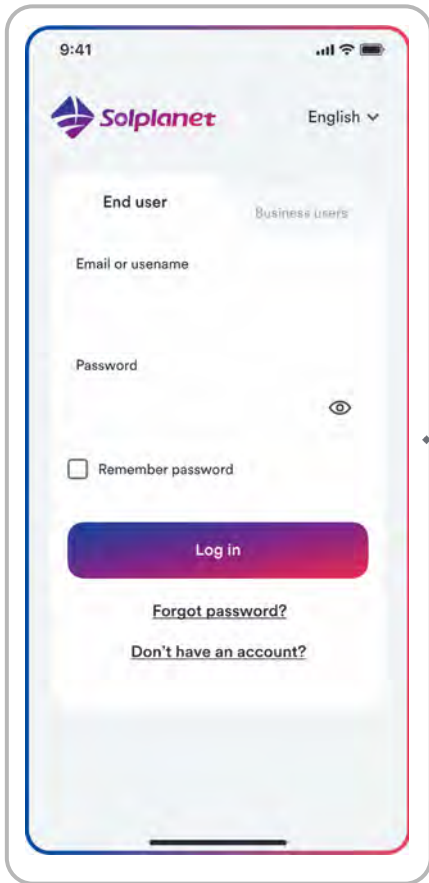 9:41
Solplanet
English
End user
Business users
Email or usename
Password
Remember password
Log in
Forgot password?
Don't have an account?